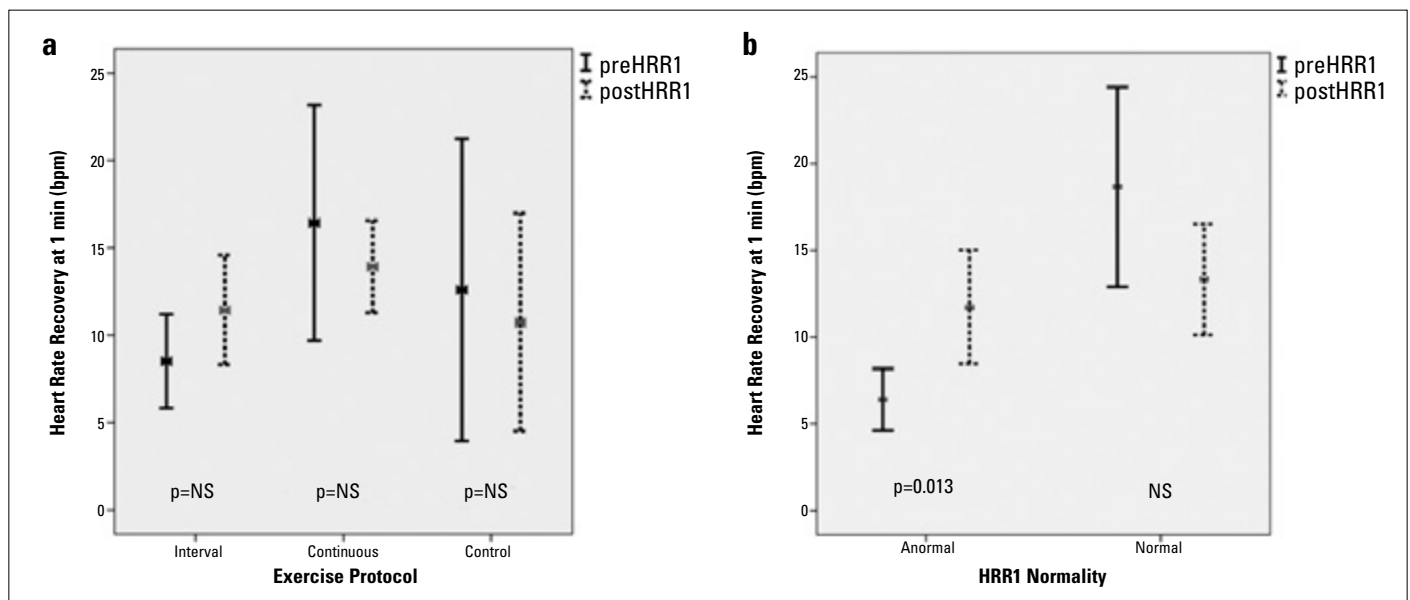 a
preHRR1
postHRR1
Heart Rate Recovery at 1 min (bpm)
25
20
15
10
5
0
p=NS p=NS p=NS
Interval Continuous Control
Exercise Protocol
b
preHRR1
postHRR1
Heart Rate Recovery at 1 min (bpm)
25
20
15
10
5
0
p=0.013 NS
Anormal Normal
HRR1 Normality